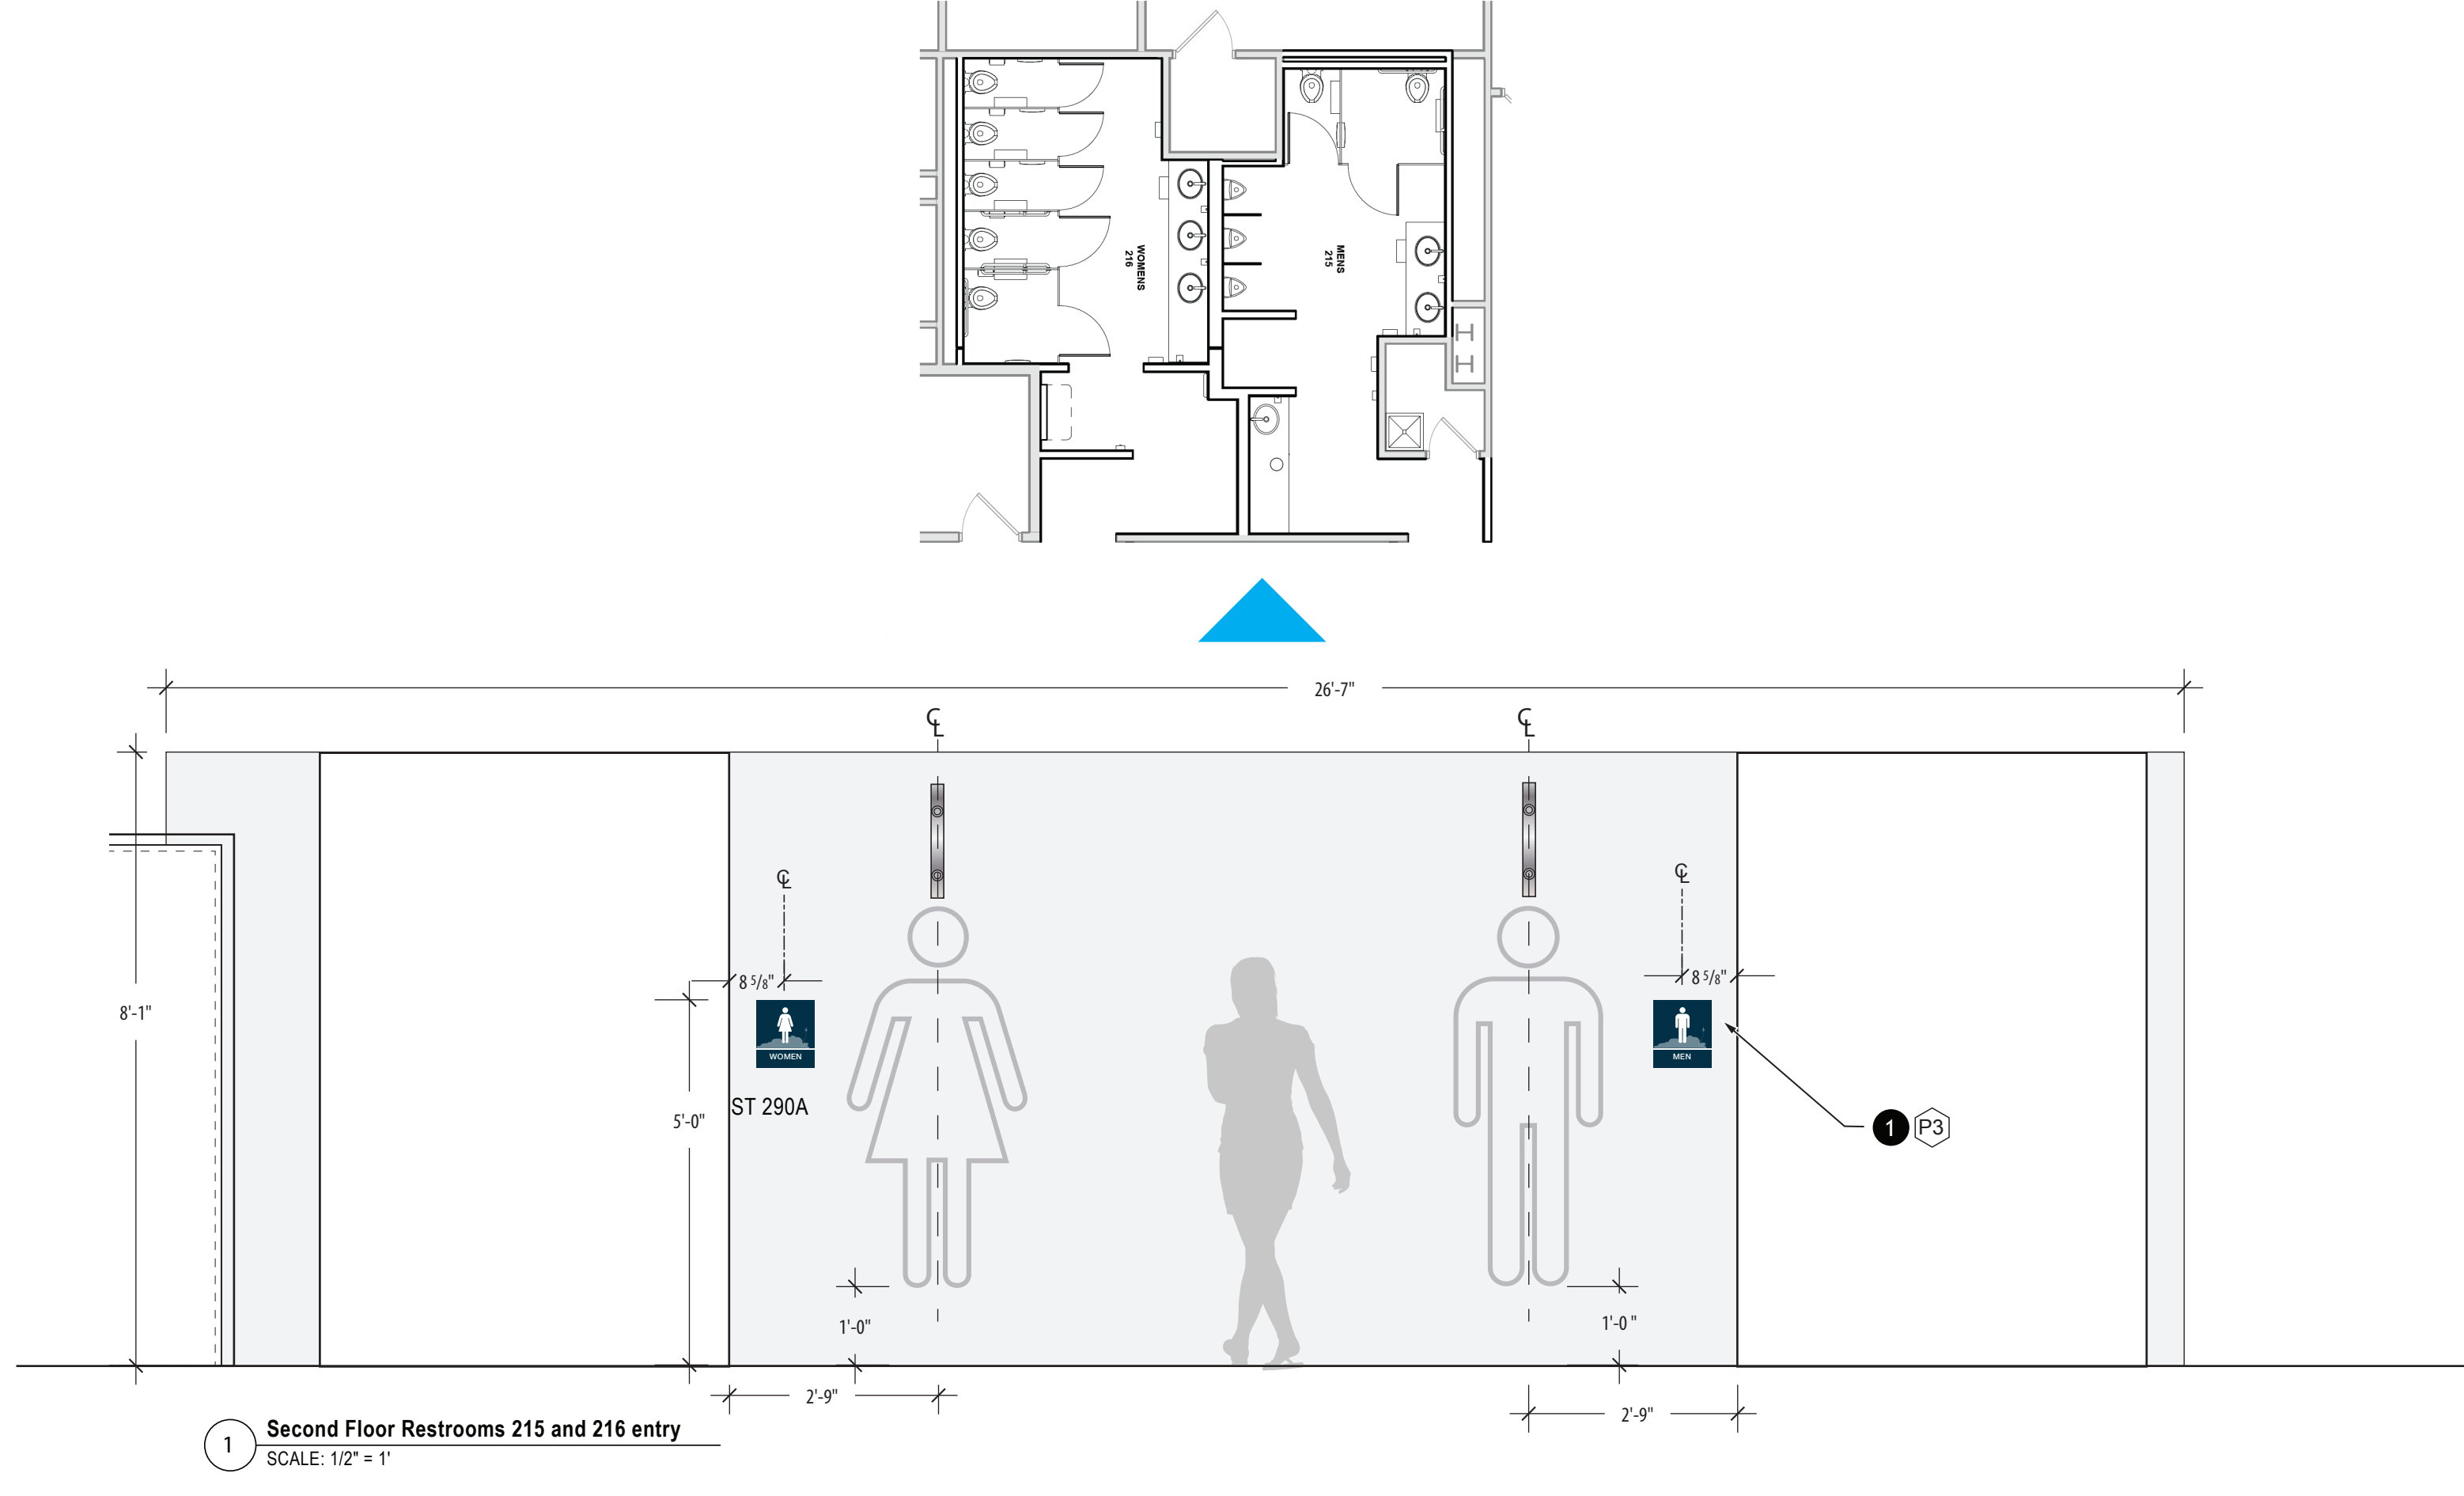 WOMENS
216
MENS
215
26'-7"
℄
℄
℄
℄
8 5/8"
8 5/8"
8'-1"
WOMEN
MEN
ST 290A
5'-0"
1 P3
1'-0"
1'-0 "
2'-9"
2'-9"
1
Second Floor Restrooms 215 and 216 entry
SCALE: 1/2" = 1'